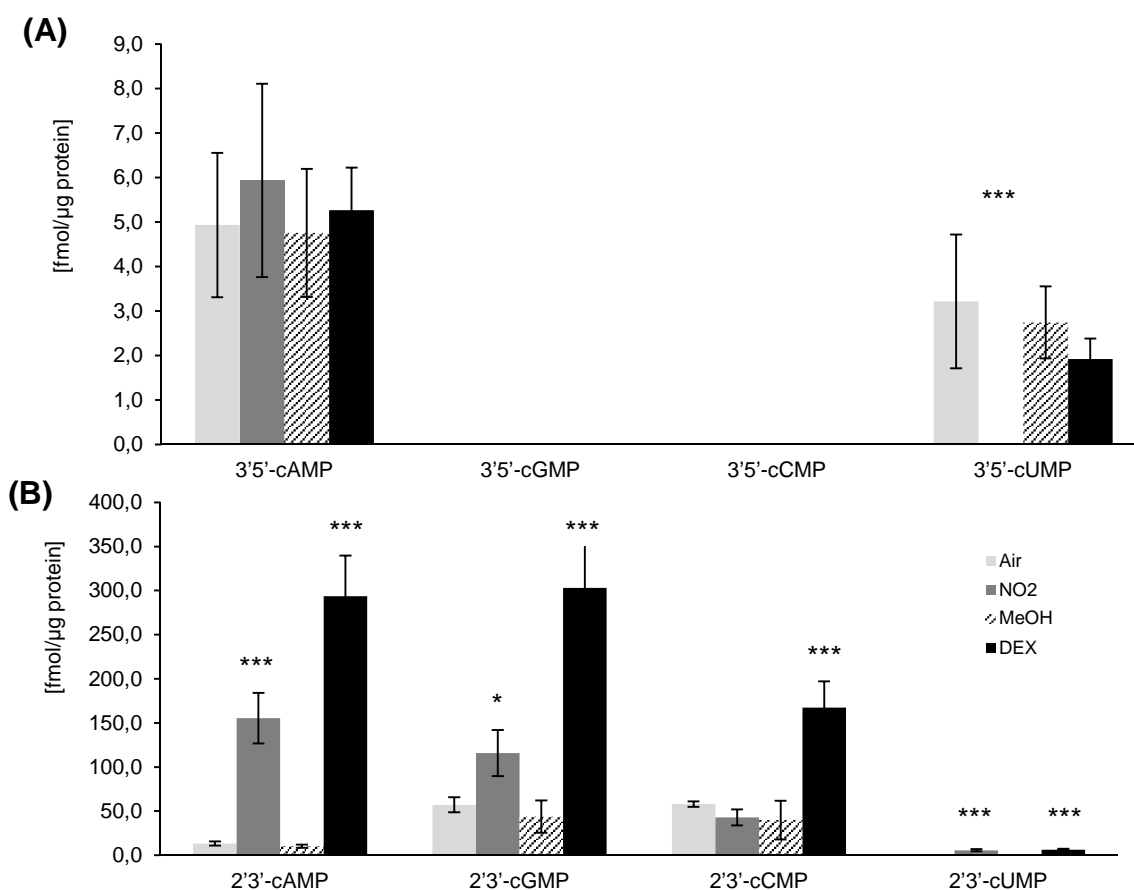 (A)
[fmol/µg protein]
9,0
8,0
7,0
6,0
5,0
4,0
3,0
2,0
1,0
0,0
***
3'5'-cAMP 3'5'-cGMP 3'5'-cCMP 3'5'-cUMP
(B)
[fmol/µg protein]
400,0
350,0
300,0
250,0
200,0
150,0
100,0
50,0
0,0
*** *** * *** *** *** ***
Air
NO2
MeOH
DEX
2'3'-cAMP 2'3'-cGMP 2'3'-cCMP 2'3'-cUMP